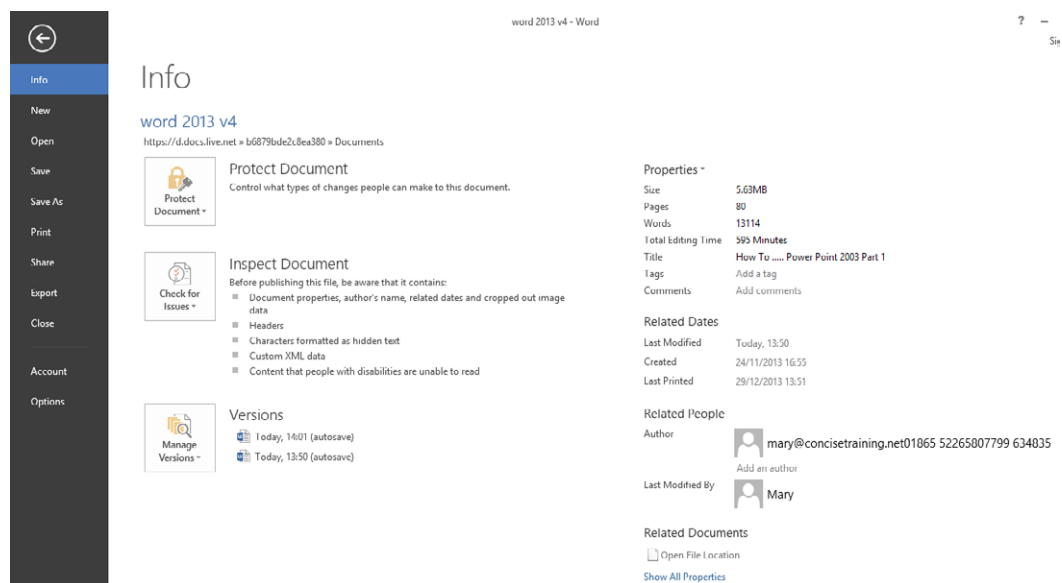 word 2013 v4 - Word
?
Info
New
Open
Save
Save As
Print
Share
Export
Close
Account
Options
Info
word 2013 v4
https://d.docs.live.net » b6879bde2c8ea380 » Documents
Protect
Document
Protect Document
Control what types of changes people can make to this document.
Check for
Issues
Inspect Document
Before publishing this file, be aware that it contains:
Document properties, author's name, related dates and cropped out image
data
Headers
Characters formatted as hidden text
Custom XML data
Content that people with disabilities are unable to read
Manage
Versions
Versions
Today, 14:01 (autosave)
Today, 13:50 (autosave)
Properties
Size 5.63MB
Pages 80
Words 13114
Total Editing Time 595 Minutes
Title How To ..... Power Point 2003 Part 1
Tags Add a tag
Comments Add comments
Related Dates
Last Modified Today, 13:50
Created 24/11/2013 16:55
Last Printed 29/12/2013 13:51
Related People
Author mary@concisetraining.net01865 52265807799 634835
Add an author
Last Modified By Mary
Related Documents
Open File Location
Show All Properties